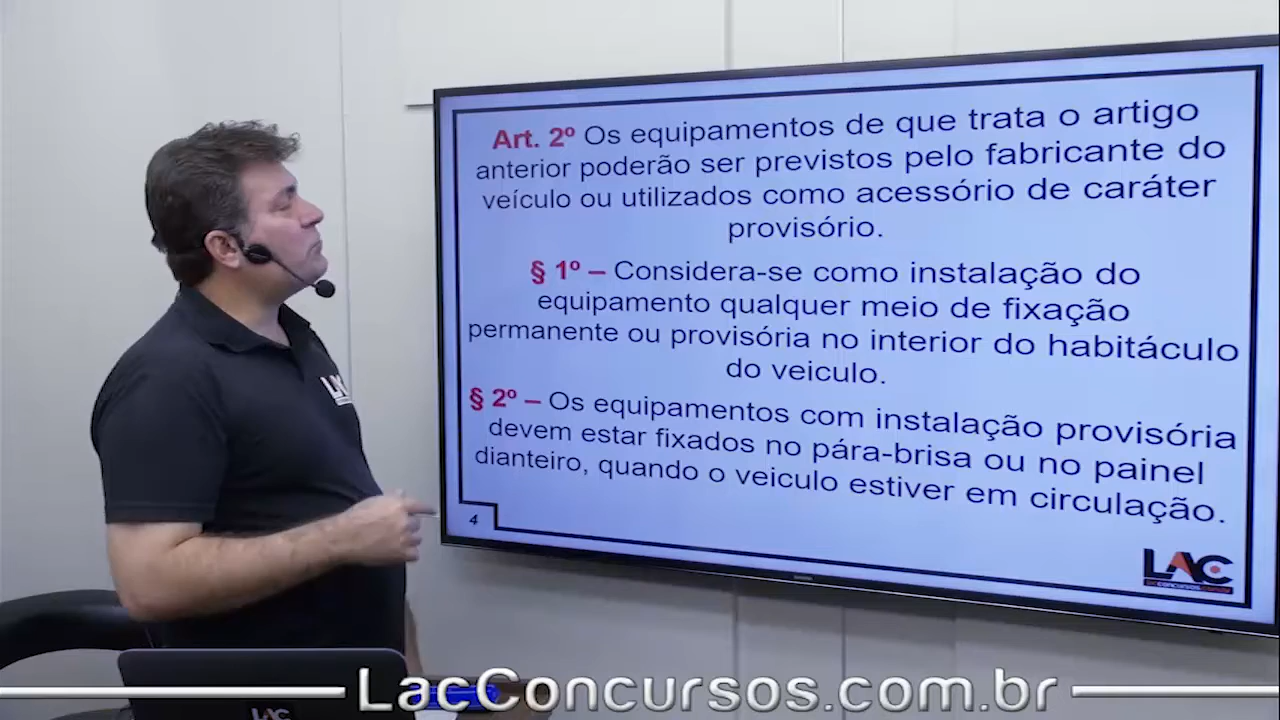 Art. 2º Os equipamentos de que trata o artigo
anterior poderão ser previstos pelo fabricante do
veículo ou utilizados como acessório de caráter
provisório.
§ 1º – Considera-se como instalação do
equipamento qualquer meio de fixação
permanente ou provisória no interior do habitáculo
do veiculo.
§ 2º – Os equipamentos com instalação provisória
devem estar fixados no pára-brisa ou no painel
dianteiro, quando o veiculo estiver em circulação.
4
LAC
LAC
LAC
LacConcursos.com.br